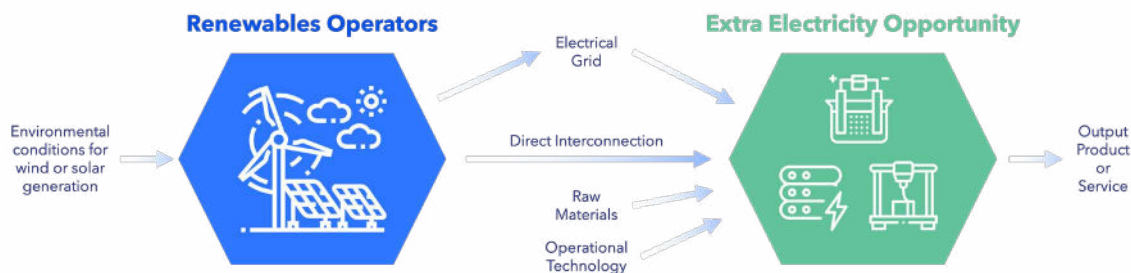 Renewables Operators
Extra Electricity Opportunity
Electrical
Grid
Environmental
conditions for
wind or solar
generation
Direct Interconnection
Raw
Materials
Operational
Technology
+ −
Output
Product
or
Service